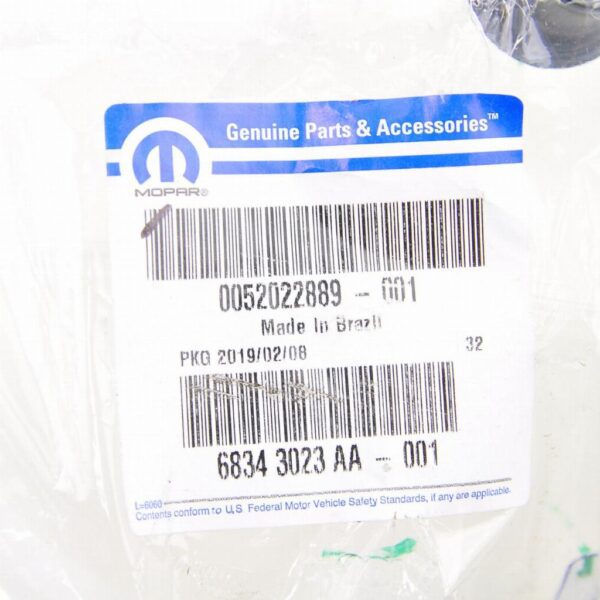 Genuine Parts & Accessories™
MOPAR®
0052022889 - 001
Made In Brazil
PKG 2019/02/08 32
6834 3023 AA - 001
L=6060
Contents conform to U.S Federal Motor Vehicle Safety Standards, if any are applicable.